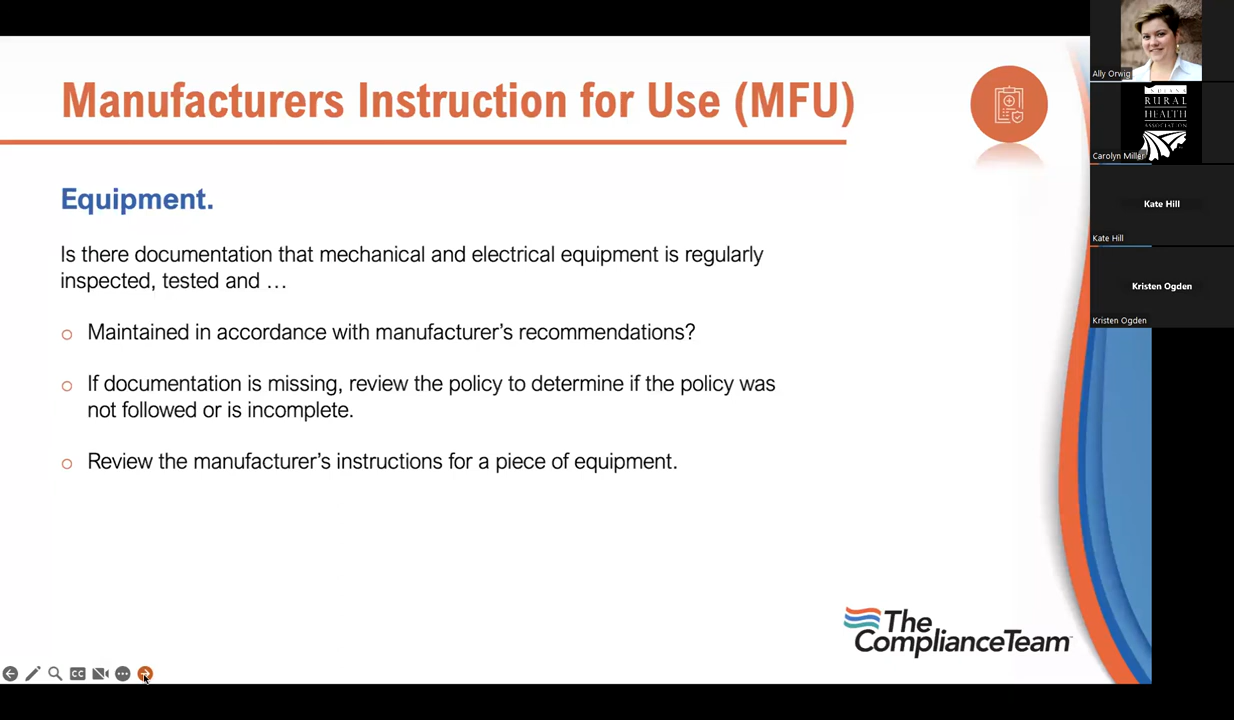 Manufacturers Instruction for Use (MFU)
Equipment.
Is there documentation that mechanical and electrical equipment is regularly
inspected, tested and …
Maintained in accordance with manufacturer’s recommendations?
If documentation is missing, review the policy to determine if the policy was
not followed or is incomplete.
Review the manufacturer’s instructions for a piece of equipment.
The
ComplianceTeam
CC
Ally Orwig
RURAL
HEALTH
ASSOCIATION
Carolyn Miller
Kate Hill
Kate Hill
Kristen Ogden
Kristen Ogden